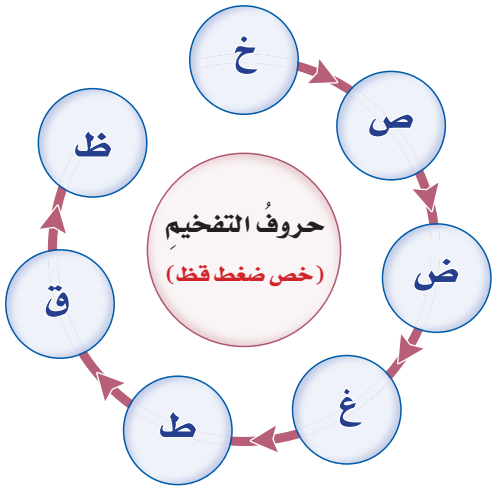 خ
ص
ض
غ
ط
ق
ظ
حروفُ التفخيمِ
(خص ضغط قظ)